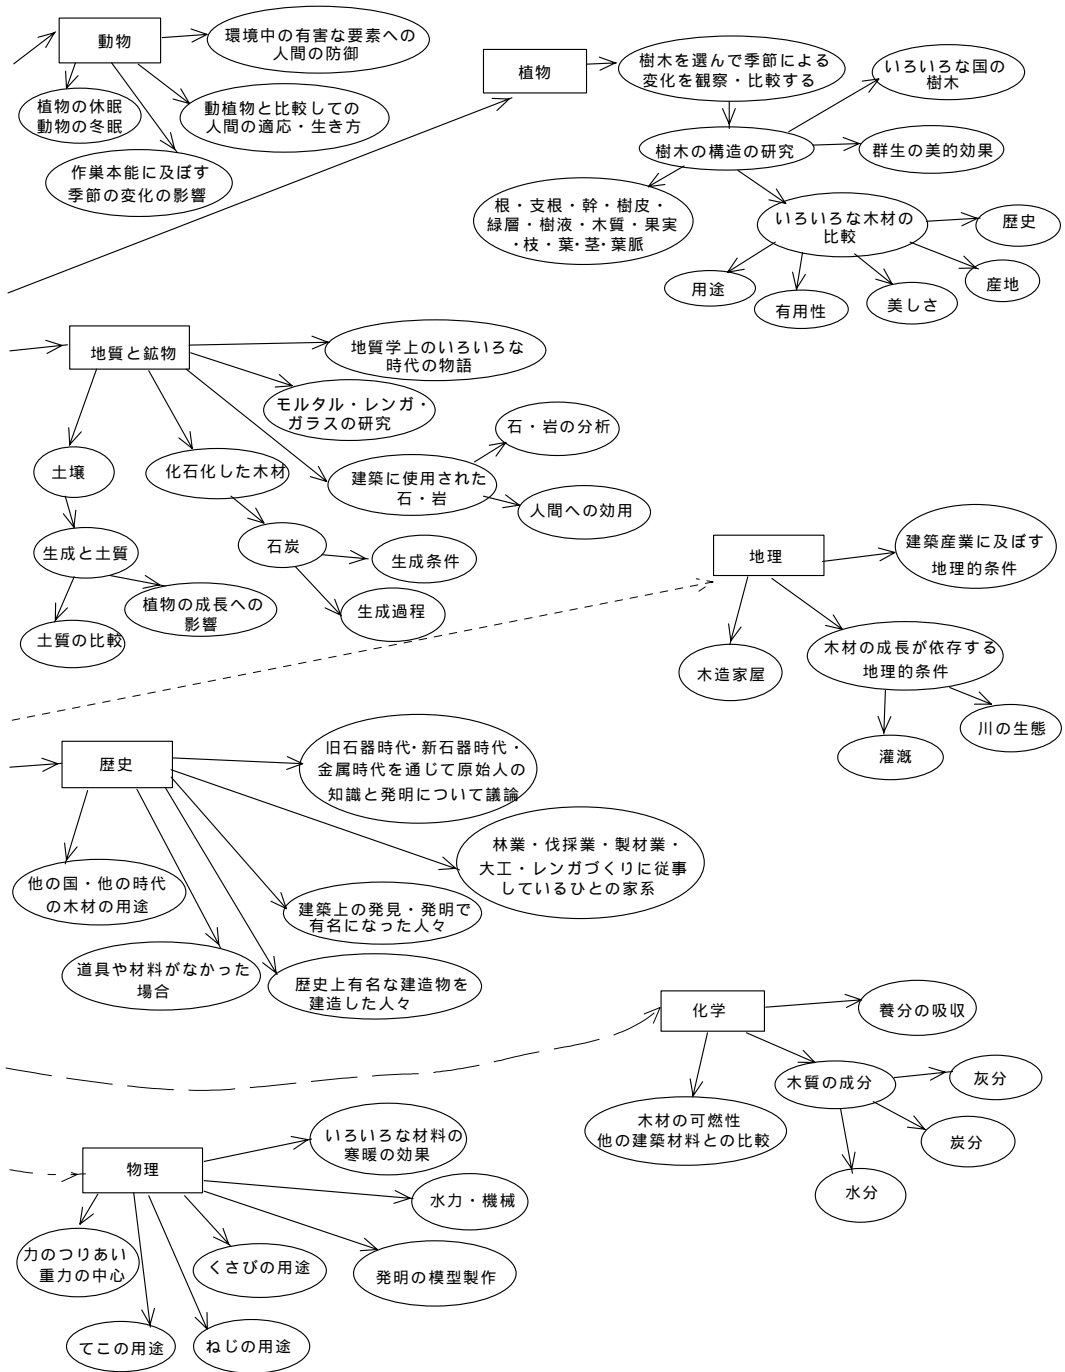 動物
環境中の有害な要素への
人間の防御
植物の休眠
動物の冬眠
動植物と比較しての
人間の適応・生き方
作巣本能に及ぼす
季節の変化の影響
植物
樹木を選んで季節による
変化を観察・比較する
いろいろな国の
樹木
樹木の構造の研究
群生の美的効果
根・支根・幹・樹皮・
緑層・樹液・木質・果実
・枝・葉・茎・葉脈
いろいろな木材の
比較
歴史
用途
有用性
美しさ
産地
地質と鉱物
地質学上のいろいろな
時代の物語
モルタル・レンガ・
ガラスの研究
石・岩の分析
土壌
化石化した木材
建築に使用された
石・岩
人間への効用
生成と土質
石炭
生成条件
植物の成長への
影響
生成過程
土質の比較
地理
建築産業に及ぼす
地理的条件
木造家屋
木材の成長が依存する
地理的条件
灌漑
川の生態
歴史
旧石器時代・新石器時代・
金属時代を通じて原始人の
知識と発明について議論
林業・伐採業・製材業・
大工・レンガづくりに従事
しているひとの家系
他の国・他の時代
の木材の用途
建築上の発見・発明で
有名になった人々
道具や材料がなかった
場合
歴史上有名な建造物を
建造した人々
化学
養分の吸収
木質の成分
灰分
木材の可燃性
他の建築材料との比較
炭分
水分
物理
いろいろな材料の
寒暖の効果
水力・機械
力のつりあい
重力の中心
くさびの用途
発明の模型製作
てこの用途
ねじの用途